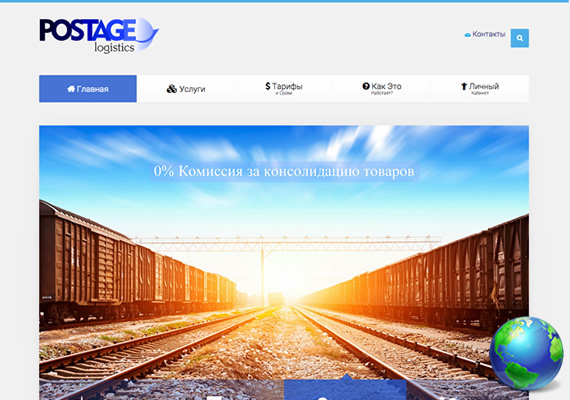 POSTAGE
logistics
Контакты
Главная
Услуги
Тарифы
и Сроки
Как Это
Работает?
Личный
Кабинет
0% Комиссия за консолидацию товаров